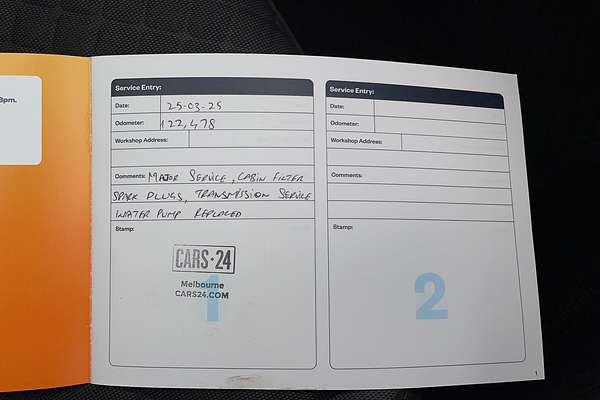 8pm.
Service Entry:
Date: 25-03-25
Odometer: 122,478
Workshop Address:
Comments: MAJOR SERVICE, CABIN FILTER
SPARK PLUGS, TRANSMISSION SERVICE
WATER PUMP REPLACED
Stamp:
CARS·24
Melbourne
CARS24.COM
1
Service Entry:
Date:
Odometer:
Workshop Address:
Comments:
Stamp:
2
1